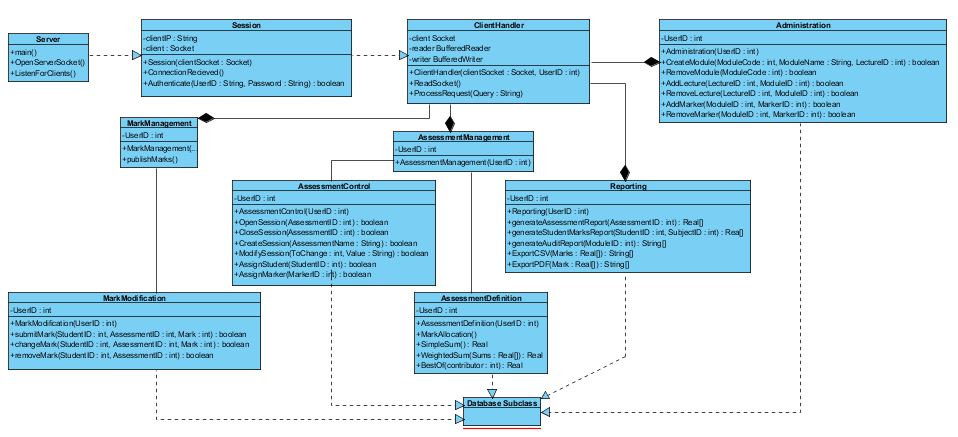 Server
+main()
+OpenServerSocket()
+ListenForClients()
Session
-clientIP : String
-client : Socket
+Session(clientSocket : Socket)
+ConnectionRecieved()
+Authenticate(UserID : String, Password : String) : boolean
ClientHandler
-client Socket
-reader BufferedReader
-writer BufferedWriter
+ClientHandler(clientSocket : Socket, UserID : int)
+ReadSocket()
+ProcessRequest(Query : String)
Administration
-UserID : int
+Administration(UserID : int)
+CreateModule(ModuleCode : int, ModuleName : String, LecturerID : int) : boolean
+RemoveModule(ModuleCode : int) : boolean
+AddLecture(LectureID : int, ModuleID : int) : boolean
+RemoveLecture(LectureID : int, ModuleID : int) : boolean
+AddMarker(ModuleID : int, MarkerID : int) : boolean
+RemoveMarker(ModuleID : int, MarkerID : int) : boolean
MarkManagement
-UserID : int
+MarkManagement(...
+publishMarks()
AssessmentManagement
-UserID : int
+AssessmentManagement(UserID : int)
AssessmentControl
-UserID : int
+AssessmentControl(UserID : int)
+OpenSession(AssessmentID : int) : boolean
+CloseSession(AssessmentID : int) : boolean
+CreateSession(AssessmentName : String) : boolean
+ModifySession(ToChange : int, Value : String) : boolean
+AssignStudent(StudentID : int) : boolean
+AssignMarker(MarkerID : int) : boolean
Reporting
-UserID : int
+Reporting(UserID : int)
+generateAssessmentReport(AssessmentID : int) : Real[]
+generateStudentMarksReport(StudentID : int, SubjectID : int) : Real[]
+generateAuditReport(ModuleID : int) : String[]
+ExportCSV(Marks : Real[]) : String[]
+ExportPDF(Mark : Real[]) : String[]
MarkModification
-UserID : int
+MarkModification(UserID : int)
+submitMark(StudentID : int, AssessmentID : int, Mark : int) : boolean
+changeMark(StudentID : int, AssessmentID : int, Mark : int) : boolean
+removeMark(StudentID : int, AssessmentID : int) : boolean
AssessmentDefinition
-UserID : int
+AssessmentDefinition(UserID : int)
+MarkAllocation()
+SimpleSum() : Real
+WeightedSum(Sums : Real[]) : Real
+BestOf(contributor : int) : Real
Database Subclass